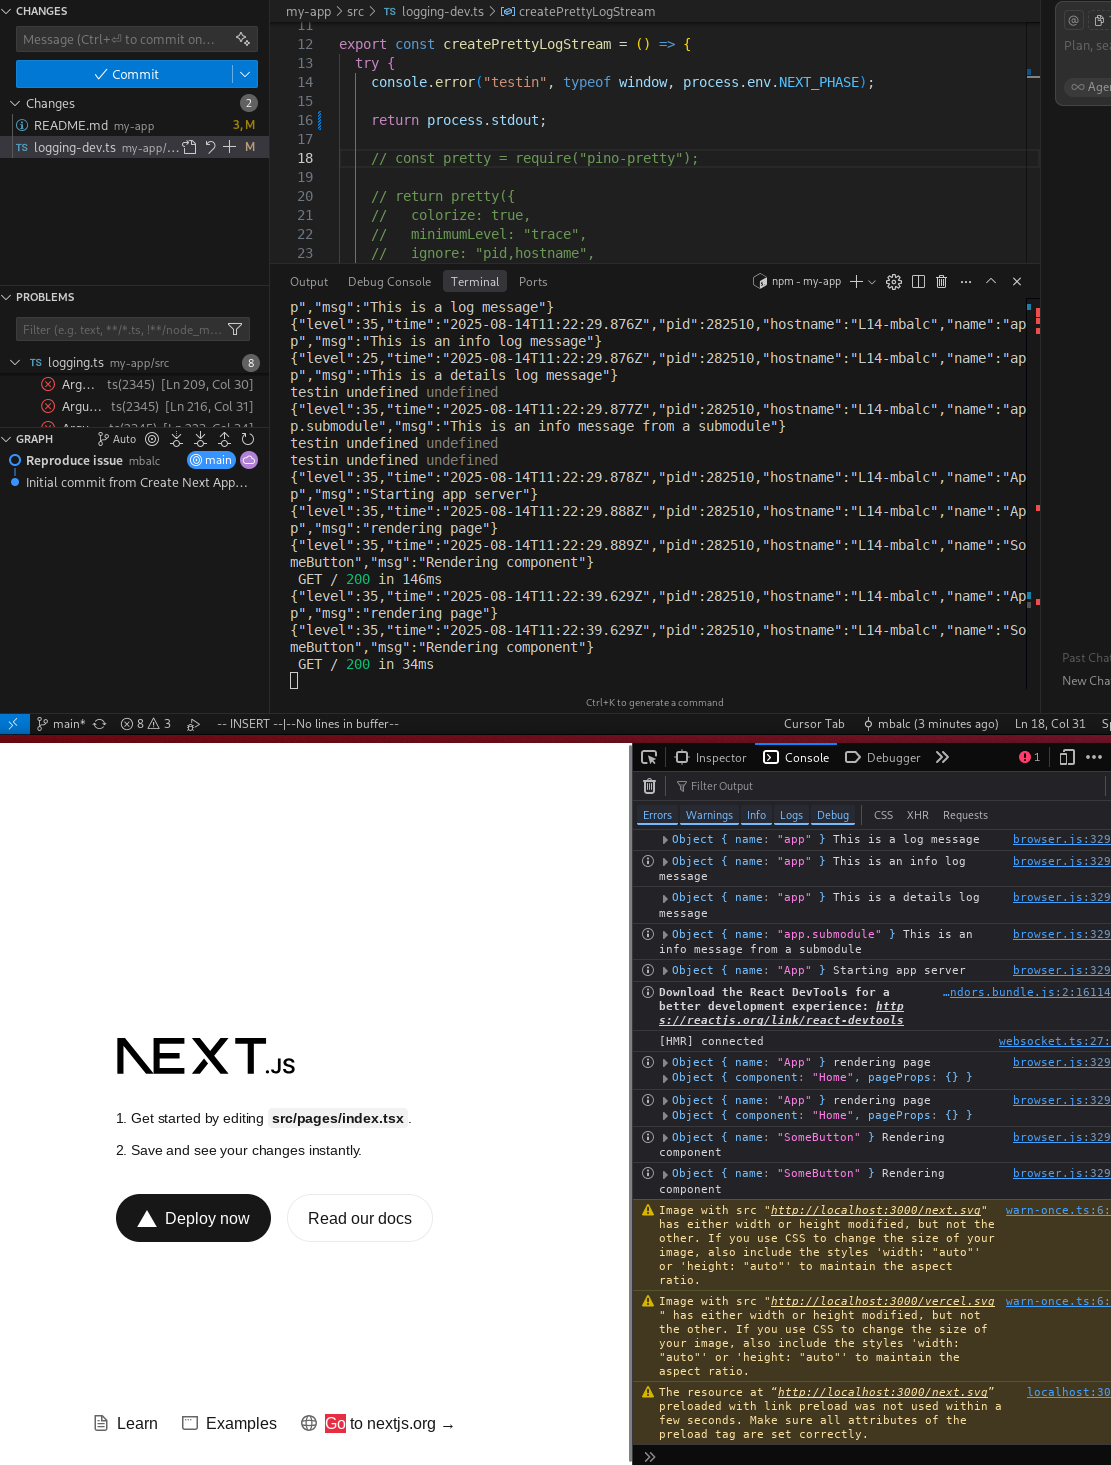 CHANGES
Message (Ctrl+⏎ to commit on...
Commit
Changes 2
README.md my-app 3, M
TS logging-dev.ts my-app/... M
PROBLEMS
Filter (e.g. text, **/*.ts, !**/node_m...
TS logging.ts my-app/src 8
Arg... ts(2345) [Ln 209, Col 30]
Argu... ts(2345) [Ln 216, Col 31]
GRAPH Auto
Reproduce issue mbalc main
Initial commit from Create Next App...
my-app > src > TS logging-dev.ts > createPrettyLogStream
11
12 export const createPrettyLogStream = () => {
13 try {
14 console.error("testin", typeof window, process.env.NEXT_PHASE);
15
16 return process.stdout;
17
18 // const pretty = require("pino-pretty");
19
20 // return pretty({
21 // colorize: true,
22 // minimumLevel: "trace",
23 // ignore: "pid,hostname",
Output Debug Console Terminal Ports npm - my-app
p","msg":"This is a log message"}
{"level":35,"time":"2025-08-14T11:22:29.876Z","pid":282510,"hostname":"L14-mbalc","name":"ap
p","msg":"This is an info log message"}
{"level":25,"time":"2025-08-14T11:22:29.876Z","pid":282510,"hostname":"L14-mbalc","name":"ap
p","msg":"This is a details log message"}
testin undefined undefined
{"level":35,"time":"2025-08-14T11:22:29.877Z","pid":282510,"hostname":"L14-mbalc","name":"ap
p.submodule","msg":"This is an info message from a submodule"}
testin undefined undefined
testin undefined undefined
{"level":35,"time":"2025-08-14T11:22:29.878Z","pid":282510,"hostname":"L14-mbalc","name":"Ap
p","msg":"Starting app server"}
{"level":35,"time":"2025-08-14T11:22:29.888Z","pid":282510,"hostname":"L14-mbalc","name":"Ap
p","msg":"rendering page"}
{"level":35,"time":"2025-08-14T11:22:29.889Z","pid":282510,"hostname":"L14-mbalc","name":"So
meButton","msg":"Rendering component"}
GET / 200 in 146ms
{"level":35,"time":"2025-08-14T11:22:39.629Z","pid":282510,"hostname":"L14-mbalc","name":"Ap
p","msg":"rendering page"}
{"level":35,"time":"2025-08-14T11:22:39.629Z","pid":282510,"hostname":"L14-mbalc","name":"So
meButton","msg":"Rendering component"}
GET / 200 in 34ms
Ctrl+K to generate a command
@
Plan, sea
Agen
Past Cha
New Cha
main* 8 3 -- INSERT --|--No lines in buffer-- Cursor Tab mbalc (3 minutes ago) Ln 18, Col 31 Sp
NEXT.JS
1. Get started by editing src/pages/index.tsx.
2. Save and see your changes instantly.
Deploy now
Read our docs
Learn
Examples
Go to nextjs.org →
Inspector Console Debugger 1
Filter Output
Errors Warnings Info Logs Debug CSS XHR Requests
Object { name: "app" } This is a log message browser.js:329
Object { name: "app" } This is an info log browser.js:329
message
Object { name: "app" } This is a details log browser.js:329
message
Object { name: "app.submodule" } This is an browser.js:329
info message from a submodule
Object { name: "App" } Starting app server browser.js:329
Download the React DevTools for a …ndors.bundle.js:2:16114
better development experience: http
s://reactjs.org/link/react-devtools
[HMR] connected websocket.ts:27:
Object { name: "App" } rendering page browser.js:329
Object { component: "Home", pageProps: {} }
Object { name: "App" } rendering page browser.js:329
Object { component: "Home", pageProps: {} }
Object { name: "SomeButton" } Rendering browser.js:329
component
Object { name: "SomeButton" } Rendering browser.js:329
component
Image with src "http://localhost:3000/next.svg" warn-once.ts:6:
has either width or height modified, but not the
other. If you use CSS to change the size of your
image, also include the styles 'width: "auto"'
or 'height: "auto"' to maintain the aspect
ratio.
Image with src "http://localhost:3000/vercel.svg warn-once.ts:6:
" has either width or height modified, but not
the other. If you use CSS to change the size of
your image, also include the styles 'width:
"auto"' or 'height: "auto"' to maintain the
aspect ratio.
The resource at “http://localhost:3000/next.svg” localhost:30
preloaded with link preload was not used within a
few seconds. Make sure all attributes of the
preload tag are set correctly.